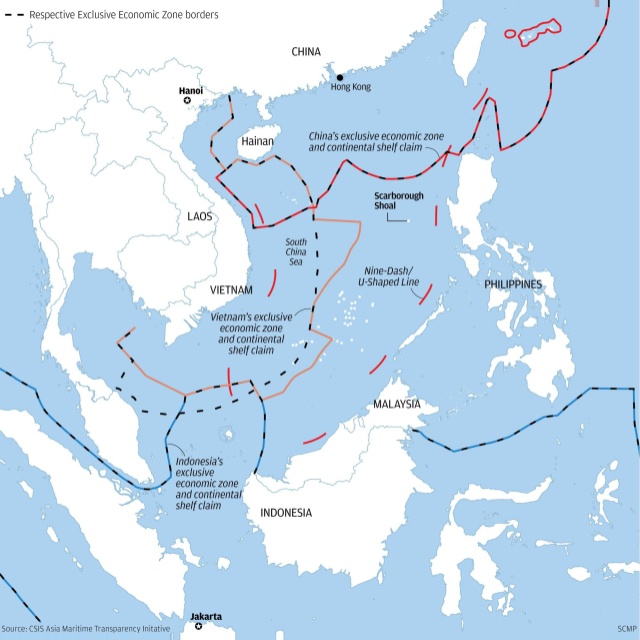 Respective Exclusive Economic Zone borders
CHINA
Hong Kong
Hanoi
Hainan
China's exclusive economic zone
and continental shelf claim
Scarborough
Shoal
LAOS
South
China
Sea
Nine-Dash/
U-Shaped Line
PHILIPPINES
VIETNAM
Vietnam's exclusive
economic zone
and continental
shelf claim
MALAYSIA
Indonesia's
exclusive
economic zone
and continental
shelf claim
INDONESIA
Jakarta
Source: CSIS Asia Maritime Transparency Initative
SCMP